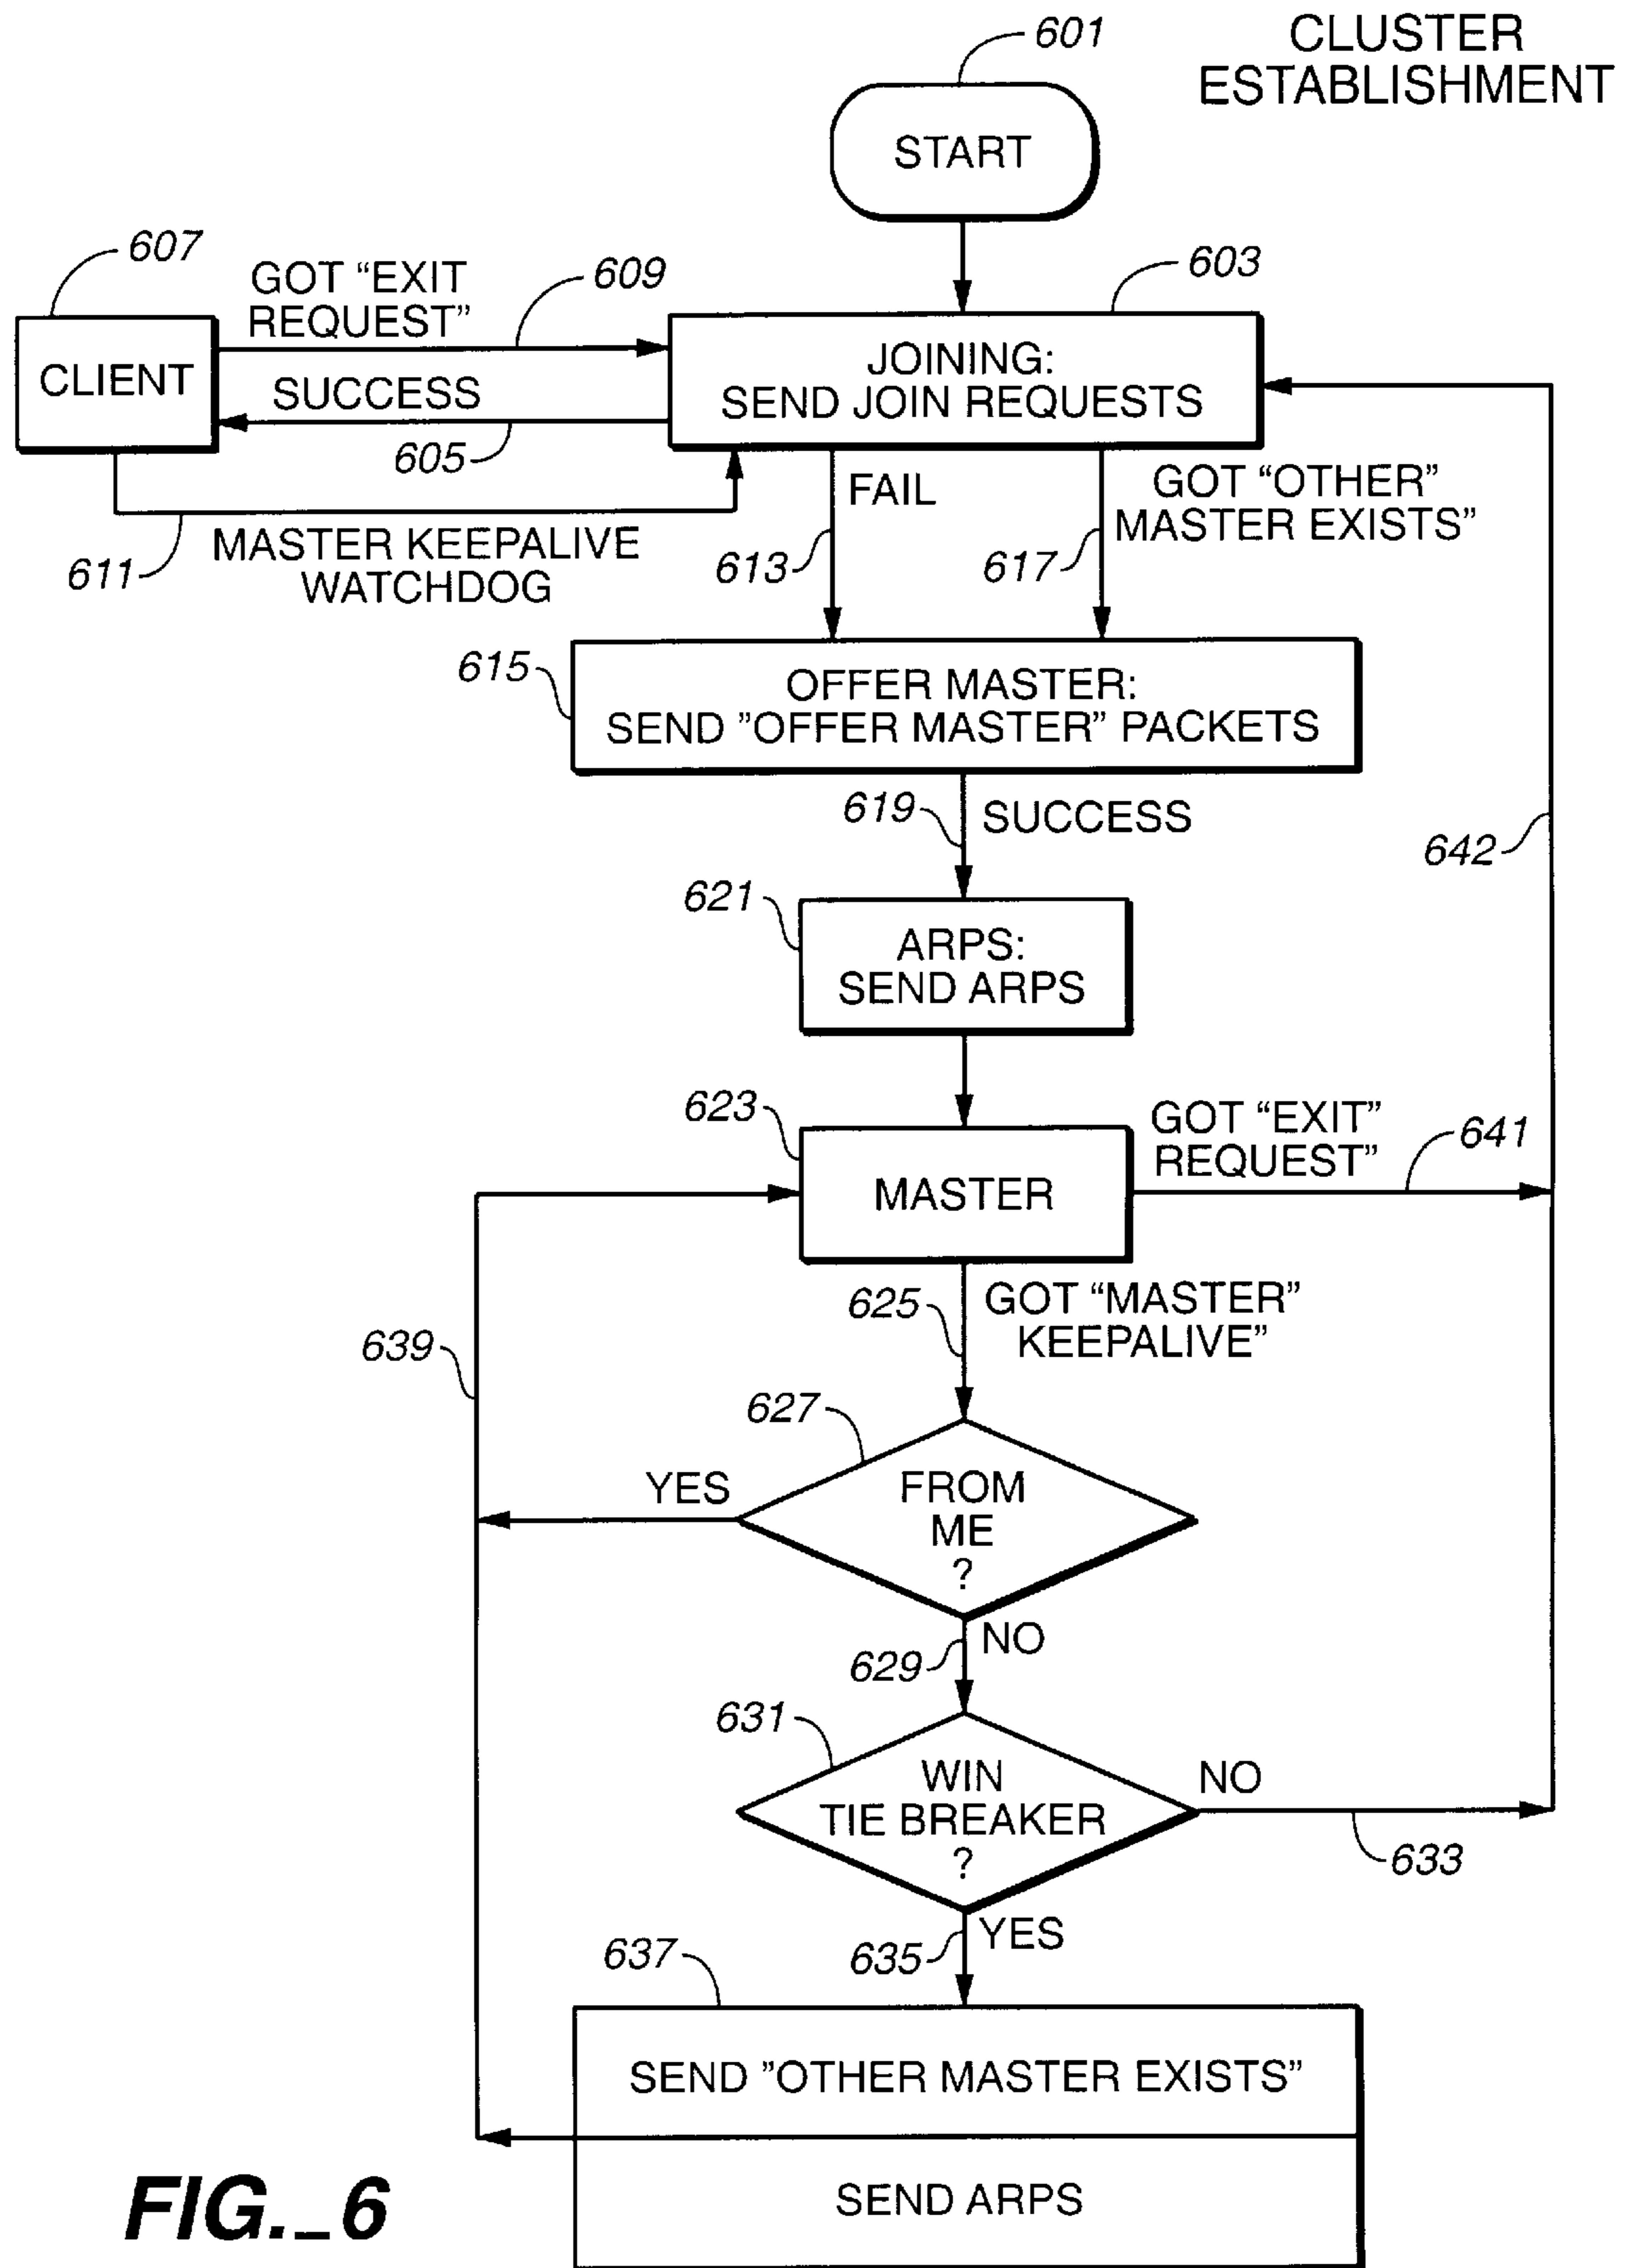 CLUSTER
ESTABLISHMENT
601
START
607
GOT “EXIT
REQUEST”
609
603
CLIENT
SUCCESS
605
JOINING:
SEND JOIN REQUESTS
611
MASTER KEEPALIVE
WATCHDOG
FAIL
613
GOT “OTHER”
MASTER EXISTS”
617
615
OFFER MASTER:
SEND ”OFFER MASTER” PACKETS
619
SUCCESS
642
621
ARPS:
SEND ARPS
623
MASTER
GOT “EXIT”
REQUEST”
641
625
GOT “MASTER”
KEEPALIVE”
639
627
YES
FROM
ME
?
NO
629
631
WIN
TIE BREAKER
?
NO
633
YES
635
637
SEND ”OTHER MASTER EXISTS”
SEND ARPS
FIG._6